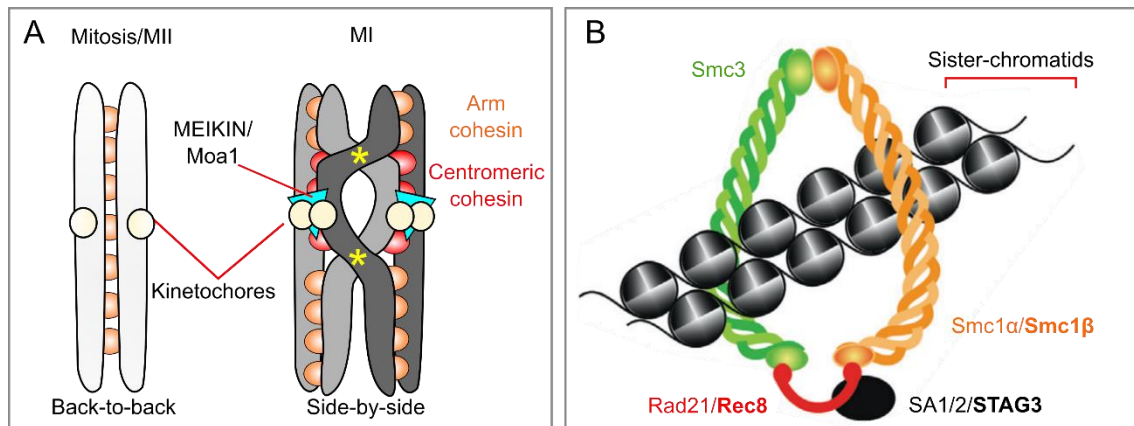 A
Mitosis/MII
MI
MEIKIN/
Moa1
Arm
cohesin
Centromeric
cohesin
*
*
Kinetochores
Back-to-back
Side-by-side
B
Smc3
Sister-chromatids
Smc1α/Smc1β
Rad21/Rec8
SA1/2/STAG3